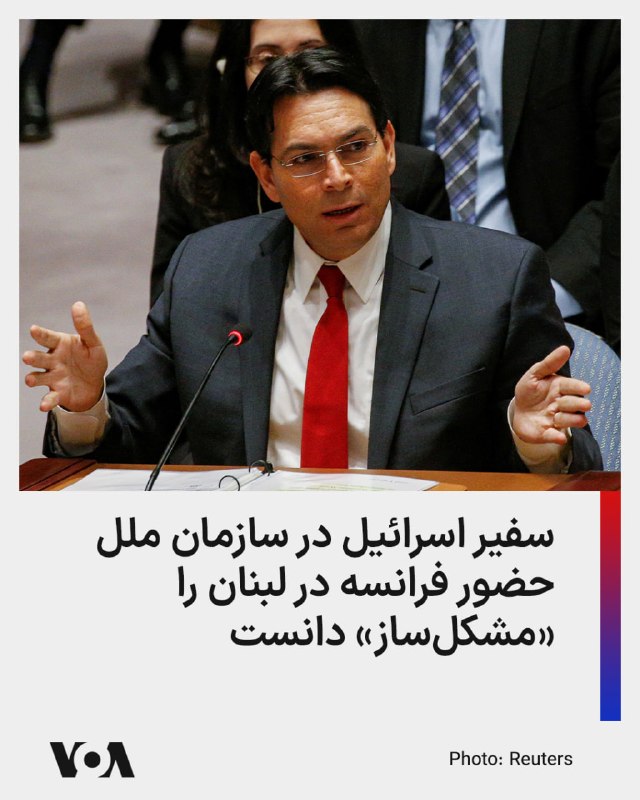 سفیر اسرائیل در سازمان ملل
حضور فرانسه در لبنان را
«مشکل‌ساز» دانست
VOA
Photo: Reuters